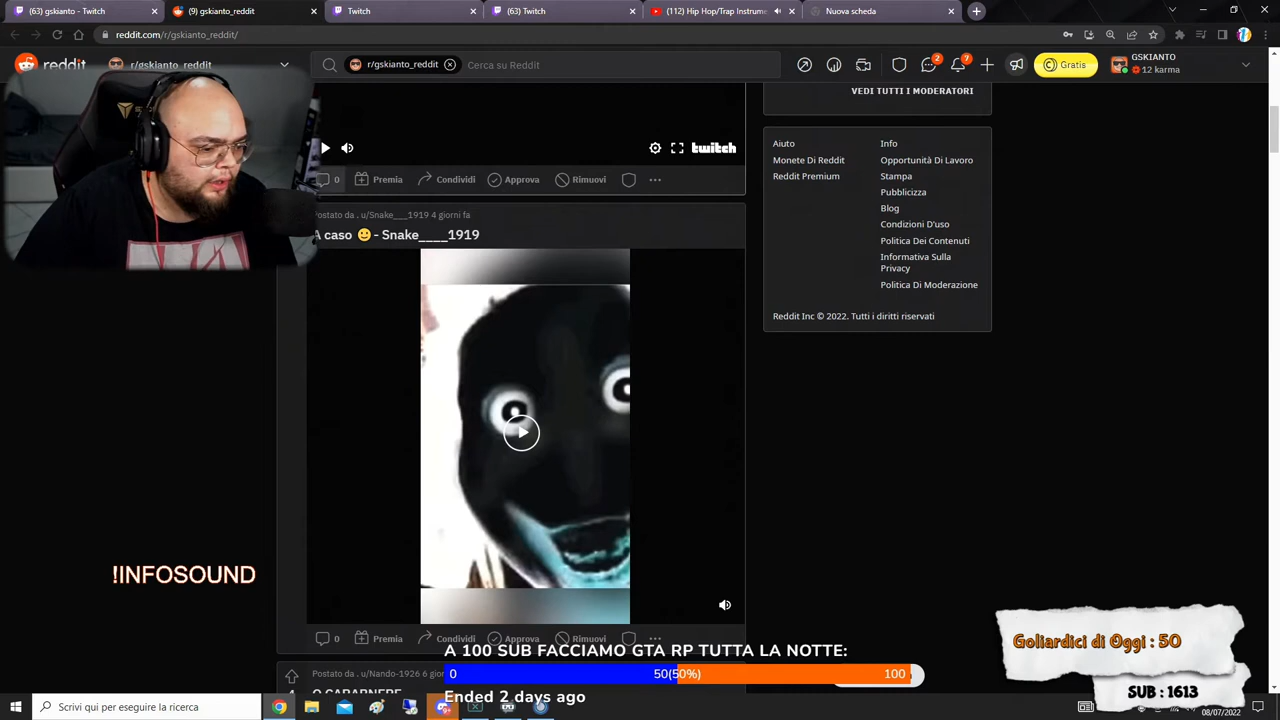 (63) gskianto - Twitch
(9) gskianto_reddit
Twitch
(63) Twitch
(112) Hip Hop/Trap Instrum
Nuova scheda
reddit.com/r/gskianto_reddit/
reddit
r/gskianto_reddit
r/gskianto_reddit
Cerca su Reddit
2
7
Gratis
GSKIANTO
12 karma
VEDI TUTTI I MODERATORI
twitch
0
Premia
Condividi
Approva
Rimuovi
Postato da . u/Snake___1919 4 giorni fa
A caso 🙂 - Snake____1919
Aiuto
Monete Di Reddit
Reddit Premium
Info
Opportunità Di Lavoro
Stampa
Pubblicizza
Blog
Condizioni D'uso
Politica Dei Contenuti
Informativa Sulla
Privacy
Politica Di Moderazione
Reddit Inc © 2022. Tutti i diritti riservati
!INFOSOUND
0
Premia
Condividi
Approva
Rimuovi
Postato da . u/Nando-1926 6 giorni
O CARABNERE
A 100 SUB FACCIAMO GTA RP TUTTA LA NOTTE:
0
50(50%)
100
Ended 2 days ago
Goliardici di Oggi : 50
SUB : 1613
Scrivi qui per eseguire la ricerca
08/07/2022